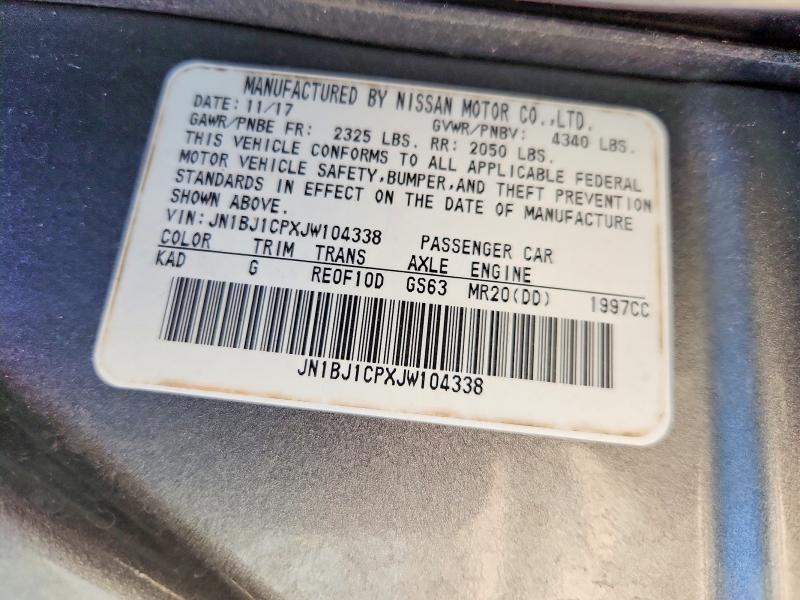 MANUFACTURED BY NISSAN MOTOR CO.,LTD.
DATE: 11/17 GVWR/PNBV: 4340 LBS.
GAWR/PNBE FR: 2325 LBS. RR: 2050 LBS.
THIS VEHICLE CONFORMS TO ALL APPLICABLE FEDERAL
MOTOR VEHICLE SAFETY,BUMPER,AND THEFT PREVENTION
STANDARDS IN EFFECT ON THE DATE OF MANUFACTURE
SHOWN ABOVE.
VIN: JN1BJ1CPXJW104338 PASSENGER CAR
COLOR TRIM TRANS AXLE ENGINE
KAD G RE0F10D GS63 MR20(DD) 1997CC
JN1BJ1CPXJW104338